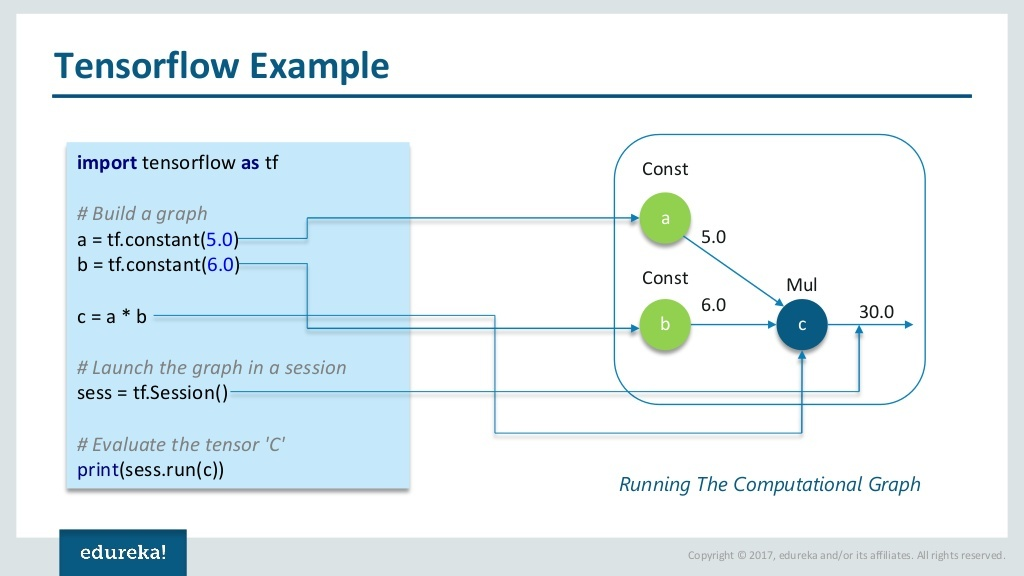 Tensorflow Example
import tensorflow as tf
# Build a graph
a = tf.constant(5.0)
b = tf.constant(6.0)
c = a * b
# Launch the graph in a session
sess = tf.Session()
# Evaluate the tensor 'C'
print(sess.run(c))
Const
a
5.0
Const
b
6.0
Mul
c
30.0
Running The Computational Graph
edureka!
Copyright © 2017, edureka and/or its affiliates. All rights reserved.